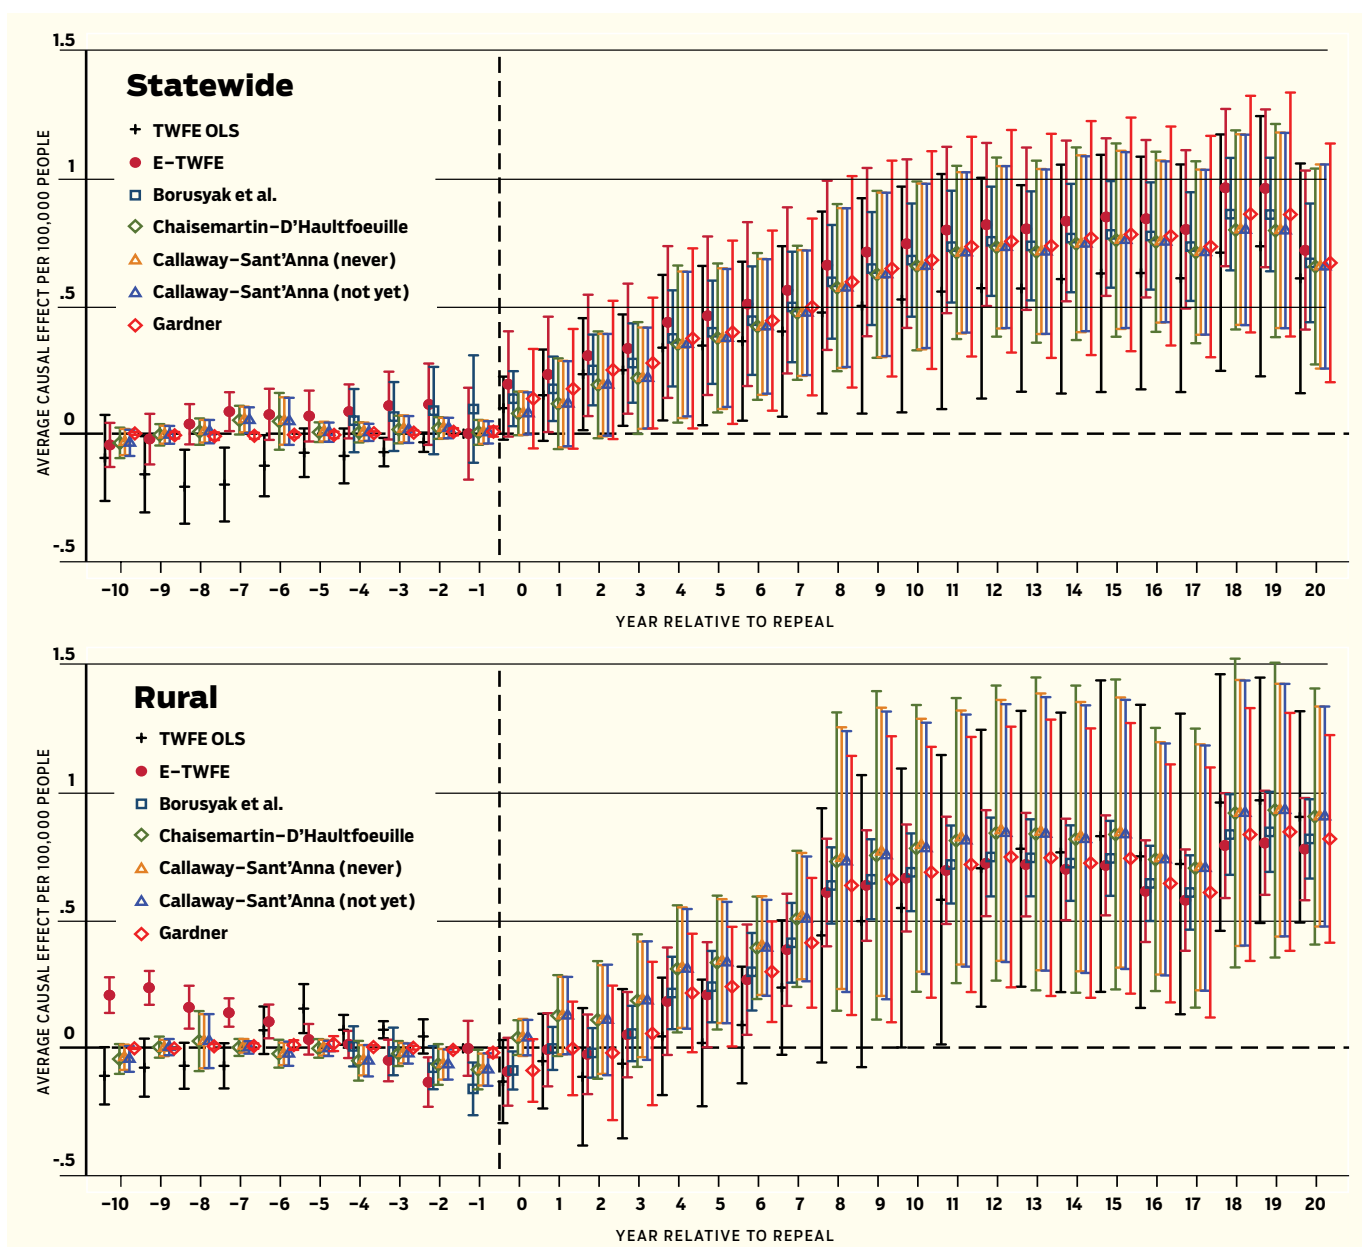 1.5
Statewide
TWFE OLS
E–TWFE
Borusyak et al.
Chaisemartin–D'Haultfoeuille
Callaway–Sant'Anna (never)
Callaway–Sant'Anna (not yet)
Gardner
1
.5
0
-.5
AVERAGE CAUSAL EFFECT PER 100,000 PEOPLE
−10 −9 −8 −7 −6 −5 −4 −3 −2 −1 0 1 2 3 4 5 6 7 8 9 10 11 12 13 14 15 16 17 18 19 20
YEAR RELATIVE TO REPEAL
1.5
Rural
TWFE OLS
E–TWFE
Borusyak et al.
Chaisemartin–D'Haultfoeuille
Callaway–Sant'Anna (never)
Callaway–Sant'Anna (not yet)
Gardner
1
.5
0
-.5
AVERAGE CAUSAL EFFECT PER 100,000 PEOPLE
−10 −9 −8 −7 −6 −5 −4 −3 −2 −1 0 1 2 3 4 5 6 7 8 9 10 11 12 13 14 15 16 17 18 19 20
YEAR RELATIVE TO REPEAL